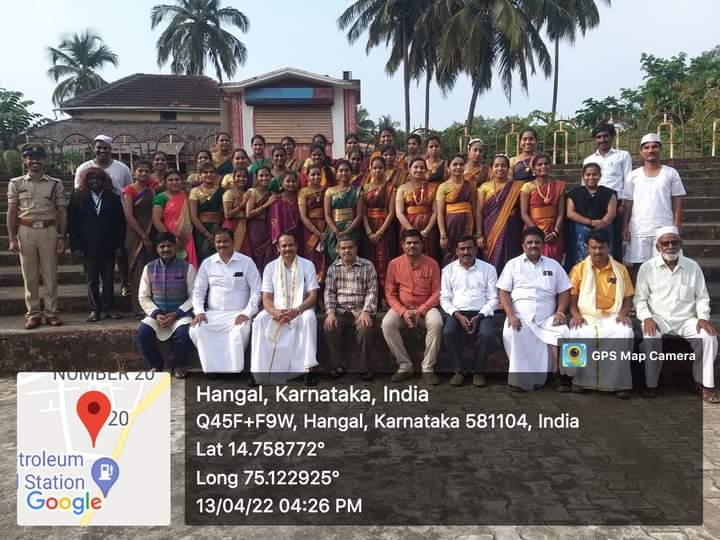 GPS Map Camera
NUMBER 20
20
troleum
Station
Google
Hangal, Karnataka, India
Q45F+F9W, Hangal, Karnataka 581104, India
Lat 14.758772°
Long 75.122925°
13/04/22 04:26 PM